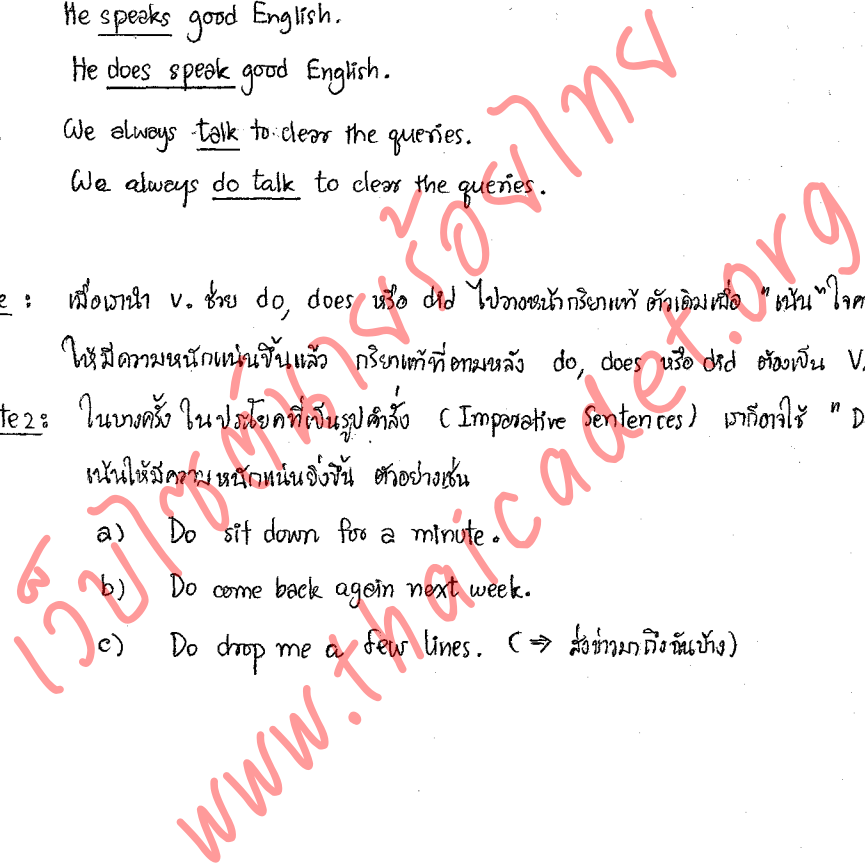 He speaks good English.
He does speak good English.
We always talk to clear the queries.
We always do talk to clear the queries.
e : เมื่อเรานำ v. ช่วย do, does หรือ did ไปวางหน้ากริยาแท้ ตัวเดิมเพื่อ "เน้น" ใจค
ให้มีความหนักแน่นขึ้นแล้ว กริยาแท้ที่ตามหลัง do, does หรือ did ต้องเป็น V.
te 2 : ในบางครั้ง ในประโยคที่เป็นรูปคำสั่ง (Imperative Sentences) เราก็อาจใช้ "D
เน้นให้มีความหนักแน่นยิ่งขึ้น ตัวอย่างเช่น
a) Do sit down for a minute.
b) Do come back again next week.
c) Do drop me a few lines. (⇒ ส่งข่าวมาถึงฉันบ้าง)
เว็บไซต์นายร้อยไทย
www.thaicadet.org